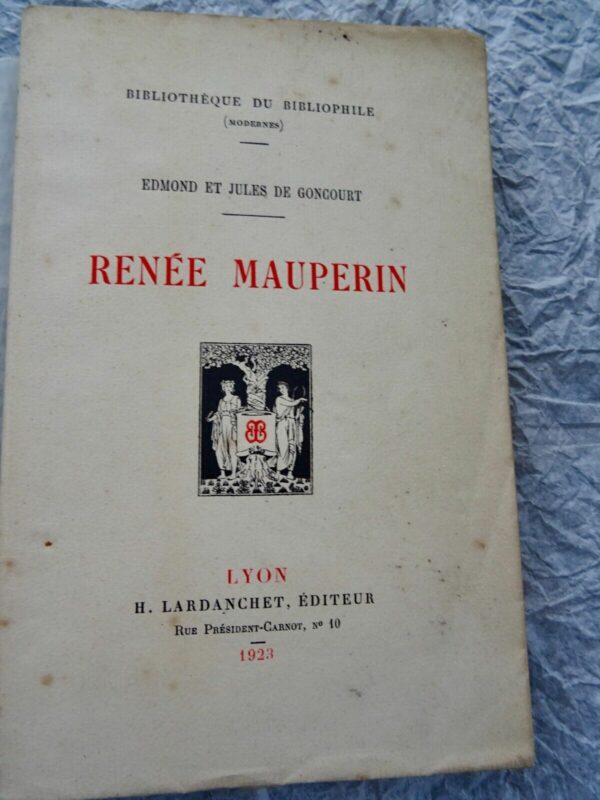 BIBLIOTHÈQUE DU BIBLIOPHILE
(MODERNES)
EDMOND ET JULES DE GONCOURT
RENÉE MAUPERIN
LYON
H. LARDANCHET, ÉDITEUR
RUE PRÉSIDENT-CARNOT, Nº 10
1923